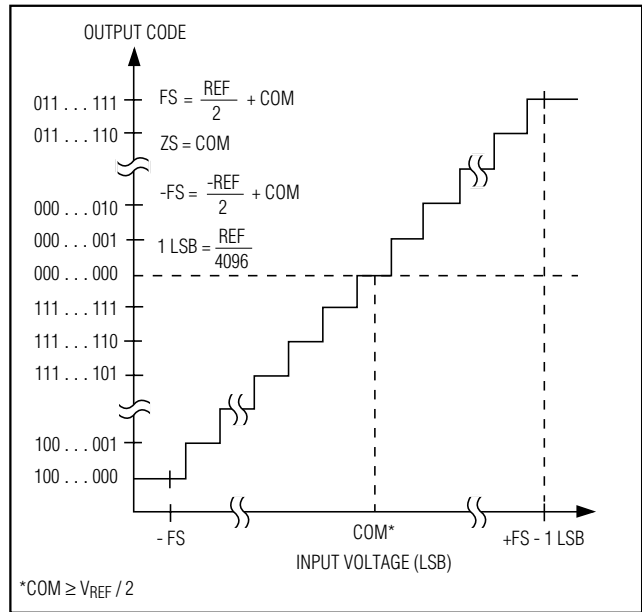 OUTPUT CODE
011 . . . 111
011 . . . 110
000 . . . 010
000 . . . 001
000 . . . 000
111 . . . 111
111 . . . 110
111 . . . 101
100 . . . 001
100 . . . 000
FS = REF/2 + COM
ZS = COM
-FS = -REF/2 + COM
1 LSB = REF/4096
- FS
COM*
+FS - 1 LSB
INPUT VOLTAGE (LSB)
*COM ≥ VREF / 2